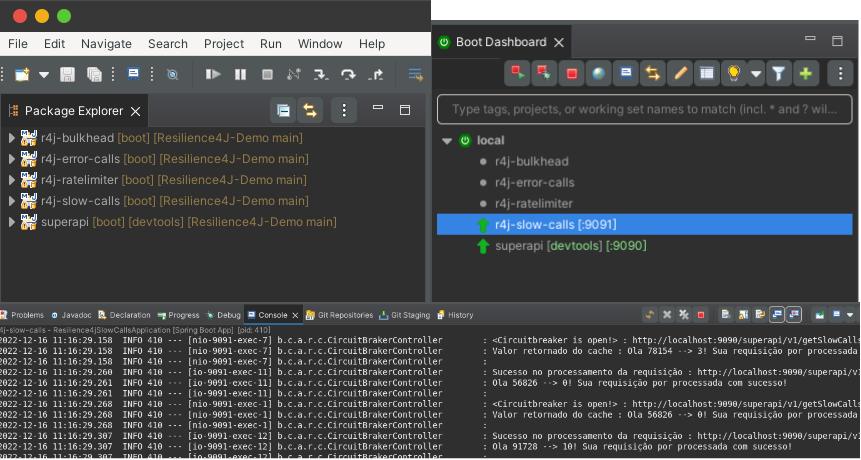 File Edit Navigate Search Project Run Window Help
Package Explorer
r4j-bulkhead [boot] [Resilience4J-Demo main]
r4j-error-calls [boot] [Resilience4J-Demo main]
r4j-ratelimiter [boot] [Resilience4J-Demo main]
r4j-slow-calls [boot] [Resilience4J-Demo main]
superapi [boot] [devtools] [Resilience4J-Demo main]
Boot Dashboard
Type tags, projects, or working set names to match (incl. * and ? wil...
local
r4j-bulkhead
r4j-error-calls
r4j-ratelimiter
r4j-slow-calls [:9091]
superapi [devtools] [:9090]
Problems Javadoc Declaration Progress Debug Console Git Repositories Git Staging History
r4j-slow-calls - Resilience4jSlowCallsApplication [Spring Boot App] [pid: 410]
2022-12-16 11:16:29.158 INFO 410 --- [nio-9091-exec-7] b.c.a.r.c.CircuitBrakerController : <Circuitbreaker is open!> : http://localhost:9090/superapi/v1/getSlowCalls
2022-12-16 11:16:29.158 INFO 410 --- [nio-9091-exec-7] b.c.a.r.c.CircuitBrakerController : Valor retornado do cache : Ola 78154 --> 3! Sua requisição por processada
2022-12-16 11:16:29.158 INFO 410 --- [nio-9091-exec-7] b.c.a.r.c.CircuitBrakerController :
2022-12-16 11:16:29.260 INFO 410 --- [io-9091-exec-11] b.c.a.r.c.CircuitBrakerController : Sucesso no processamento da requisição : http://localhost:9090/superapi/v1
2022-12-16 11:16:29.261 INFO 410 --- [io-9091-exec-11] b.c.a.r.c.CircuitBrakerController : Ola 56826 --> 0! Sua requisição por processada com sucesso!
2022-12-16 11:16:29.261 INFO 410 --- [io-9091-exec-11] b.c.a.r.c.CircuitBrakerController :
2022-12-16 11:16:29.268 INFO 410 --- [nio-9091-exec-1] b.c.a.r.c.CircuitBrakerController : <Circuitbreaker is open!> : http://localhost:9090/superapi/v1/getSlowCalls
2022-12-16 11:16:29.268 INFO 410 --- [nio-9091-exec-1] b.c.a.r.c.CircuitBrakerController : Valor retornado do cache : Ola 56826 --> 0! Sua requisição por processada
2022-12-16 11:16:29.268 INFO 410 --- [nio-9091-exec-1] b.c.a.r.c.CircuitBrakerController :
2022-12-16 11:16:29.307 INFO 410 --- [io-9091-exec-12] b.c.a.r.c.CircuitBrakerController : Sucesso no processamento da requisição : http://localhost:9090/superapi/v1
2022-12-16 11:16:29.307 INFO 410 --- [io-9091-exec-12] b.c.a.r.c.CircuitBrakerController : Ola 91728 --> 10! Sua requisição por processada com sucesso!